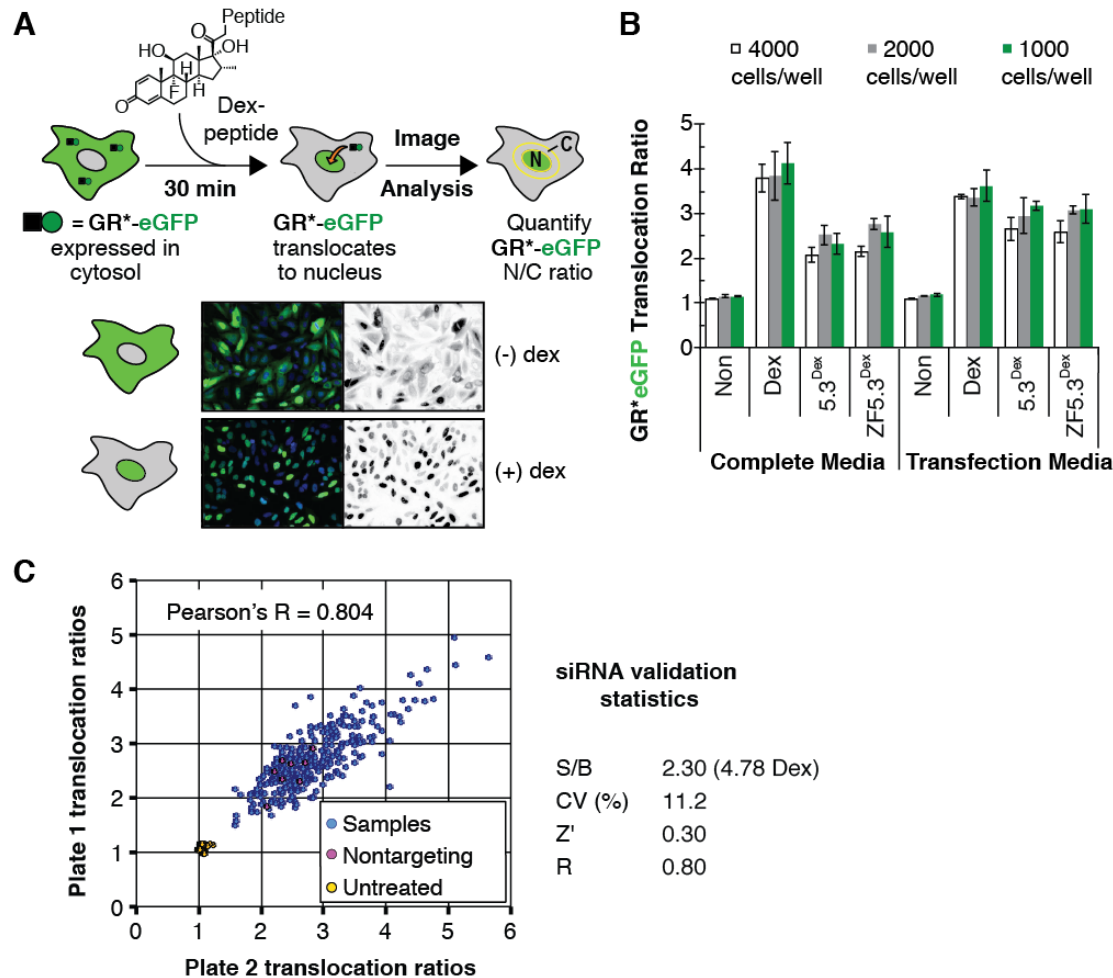 A
Peptide
O
HO
OH
H
F
H
H
O
Dex-
peptide
30 min
Image
Analysis
N
C
= GR*-eGFP
expressed in
cytosol
GR*-eGFP
translocates
to nucleus
Quantify
GR*-eGFP
N/C ratio
(-) dex
(+) dex
B
4000
cells/well
2000
cells/well
1000
cells/well
GR*eGFP Translocation Ratio
5
4
3
2
1
0
Non
Dex
5.3Dex
ZF5.3Dex
Non
Dex
5.3Dex
ZF5.3Dex
Complete Media
Transfection Media
C
Plate 1 translocation ratios
6
5
4
3
2
1
0
Pearson's R = 0.804
Samples
Nontargeting
Untreated
0 1 2 3 4 5 6
Plate 2 translocation ratios
siRNA validation
statistics
S/B 2.30 (4.78 Dex)
CV (%) 11.2
Z' 0.30
R 0.80